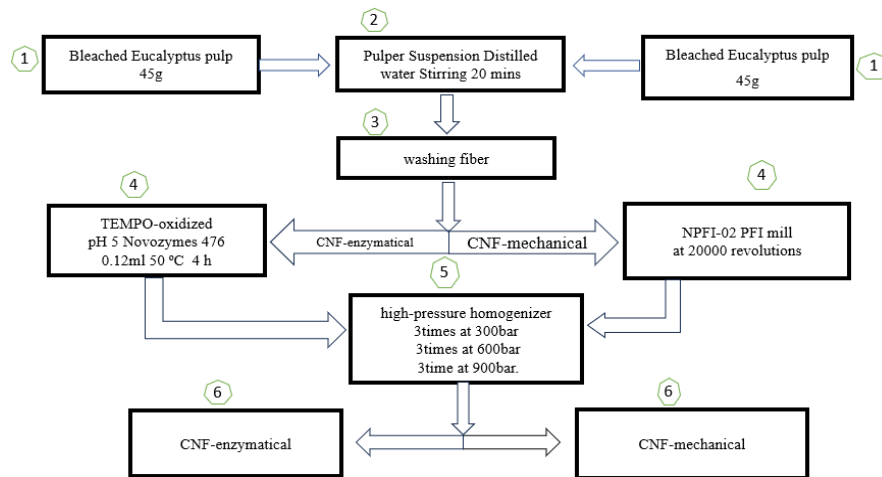 2
1
Bleached Eucalyptus pulp
45g
Pulper Suspension Distilled
water Stirring 20 mins
Bleached Eucalyptus pulp
45g
1
3
washing fiber
4
4
TEMPO-oxidized
pH 5 Novozymes 476
0.12ml 50 °C 4 h
CNF-enzymatical
CNF-mechanical
NPFI-02 PFI mill
at 20000 revolutions
5
high-pressure homogenizer
3times at 300bar
3times at 600bar
3time at 900bar.
6
6
CNF-enzymatical
CNF-mechanical